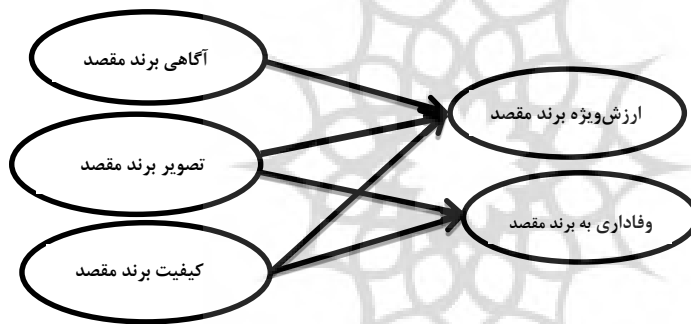 آگاهی برند مقصد
تصویر برند مقصد
کیفیت برند مقصد
ارزش‌ویژه برند مقصد
وفاداری به برند مقصد